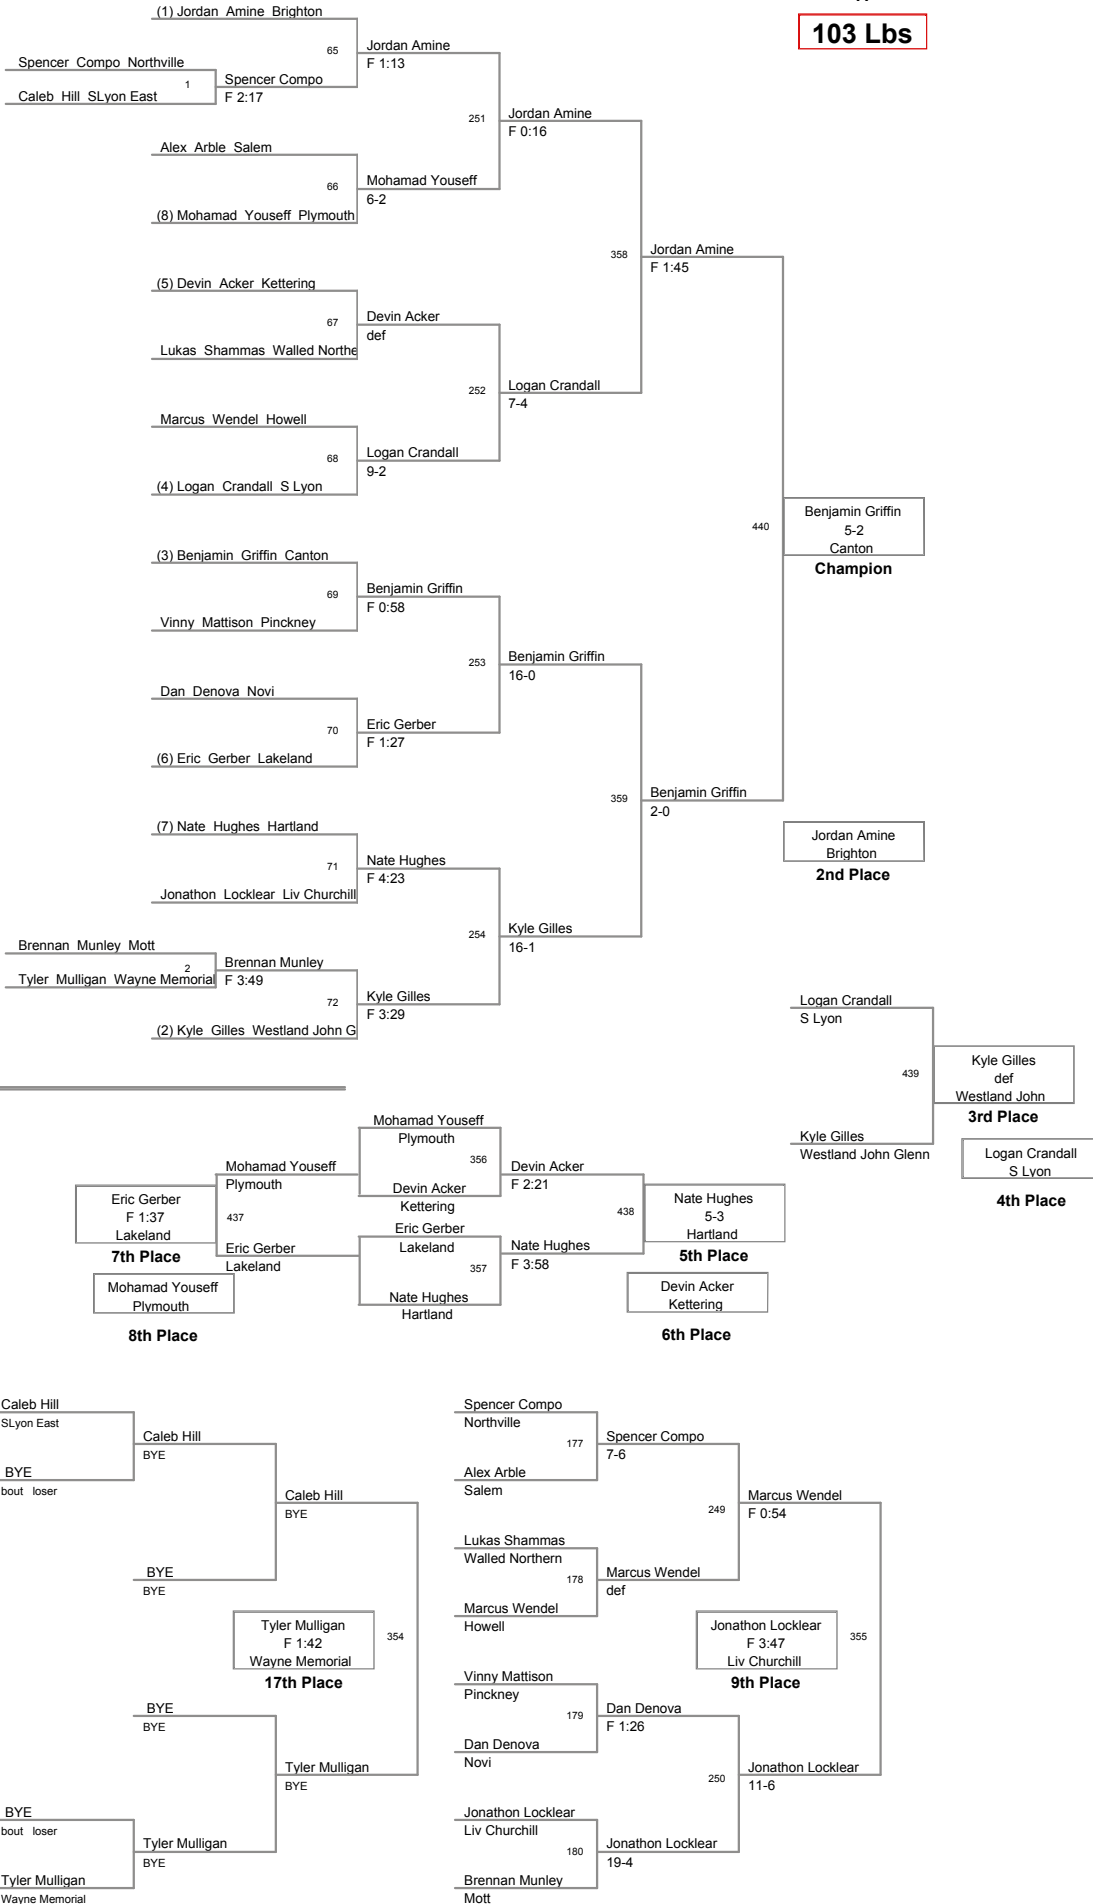 103 Lbs
(1) Jordan Amine Brighton
65
Jordan Amine
F 1:13
Spencer Compo Northville
1
Spencer Compo
F 2:17
Caleb Hill SLyon East
251
Jordan Amine
F 0:16
Alex Arble Salem
66
Mohamad Youseff
6-2
(8) Mohamad Youseff Plymouth
358
Jordan Amine
F 1:45
(5) Devin Acker Kettering
67
Devin Acker
def
Lukas Shammas Walled Northe
252
Logan Crandall
7-4
Marcus Wendel Howell
68
Logan Crandall
9-2
(4) Logan Crandall S Lyon
440
Benjamin Griffin
5-2
Canton
Champion
(3) Benjamin Griffin Canton
69
Benjamin Griffin
F 0:58
Vinny Mattison Pinckney
253
Benjamin Griffin
16-0
Dan Denova Novi
70
Eric Gerber
F 1:27
(6) Eric Gerber Lakeland
359
Benjamin Griffin
2-0
Jordan Amine
Brighton
2nd Place
(7) Nate Hughes Hartland
71
Nate Hughes
F 4:23
Jonathon Locklear Liv Churchill
254
Kyle Gilles
16-1
Brennan Munley Mott
2
Brennan Munley
F 3:49
Tyler Mulligan Wayne Memorial
72
Kyle Gilles
F 3:29
(2) Kyle Gilles Westland John G
Logan Crandall
S Lyon
439
Kyle Gilles
def
Westland John
3rd Place
Kyle Gilles
Westland John Glenn
Logan Crandall
S Lyon
4th Place
Mohamad Youseff
Plymouth
356
Devin Acker
Kettering
Mohamad Youseff
Plymouth
Devin Acker
F 2:21
Eric Gerber
F 1:37
Lakeland
7th Place
437
438
Nate Hughes
5-3
Hartland
5th Place
Eric Gerber
Lakeland
Eric Gerber
Lakeland
357
Nate Hughes
F 3:58
Nate Hughes
Hartland
Mohamad Youseff
Plymouth
8th Place
Devin Acker
Kettering
6th Place
Caleb Hill
SLyon East
Caleb Hill
BYE
BYE
bout loser
Caleb Hill
BYE
BYE
BYE
Tyler Mulligan
F 1:42
Wayne Memorial
17th Place
354
BYE
BYE
Tyler Mulligan
BYE
BYE
bout loser
Tyler Mulligan
BYE
Tyler Mulligan
Wayne Memorial
Spencer Compo
Northville
177
Spencer Compo
7-6
Alex Arble
Salem
249
Marcus Wendel
F 0:54
Lukas Shammas
Walled Northern
178
Marcus Wendel
def
Marcus Wendel
Howell
Jonathon Locklear
F 3:47
Liv Churchill
9th Place
355
Vinny Mattison
Pinckney
179
Dan Denova
F 1:26
Dan Denova
Novi
250
Jonathon Locklear
11-6
Jonathon Locklear
Liv Churchill
180
Jonathon Locklear
19-4
Brennan Munley
Mott